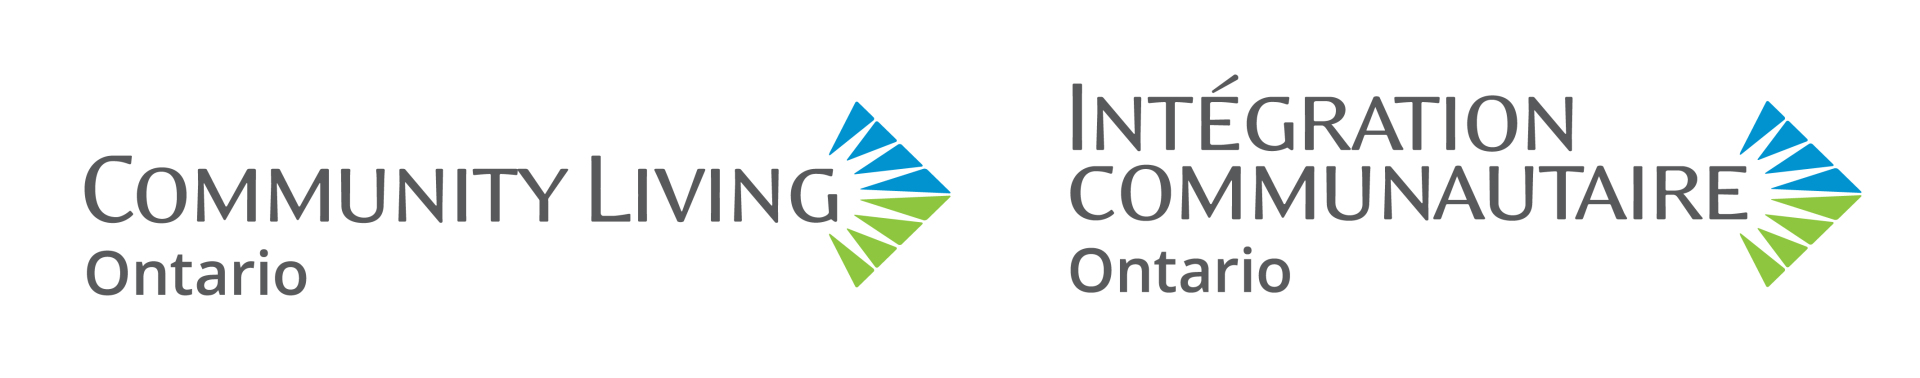 Community Living
Ontario
Intégration
communautaire
Ontario